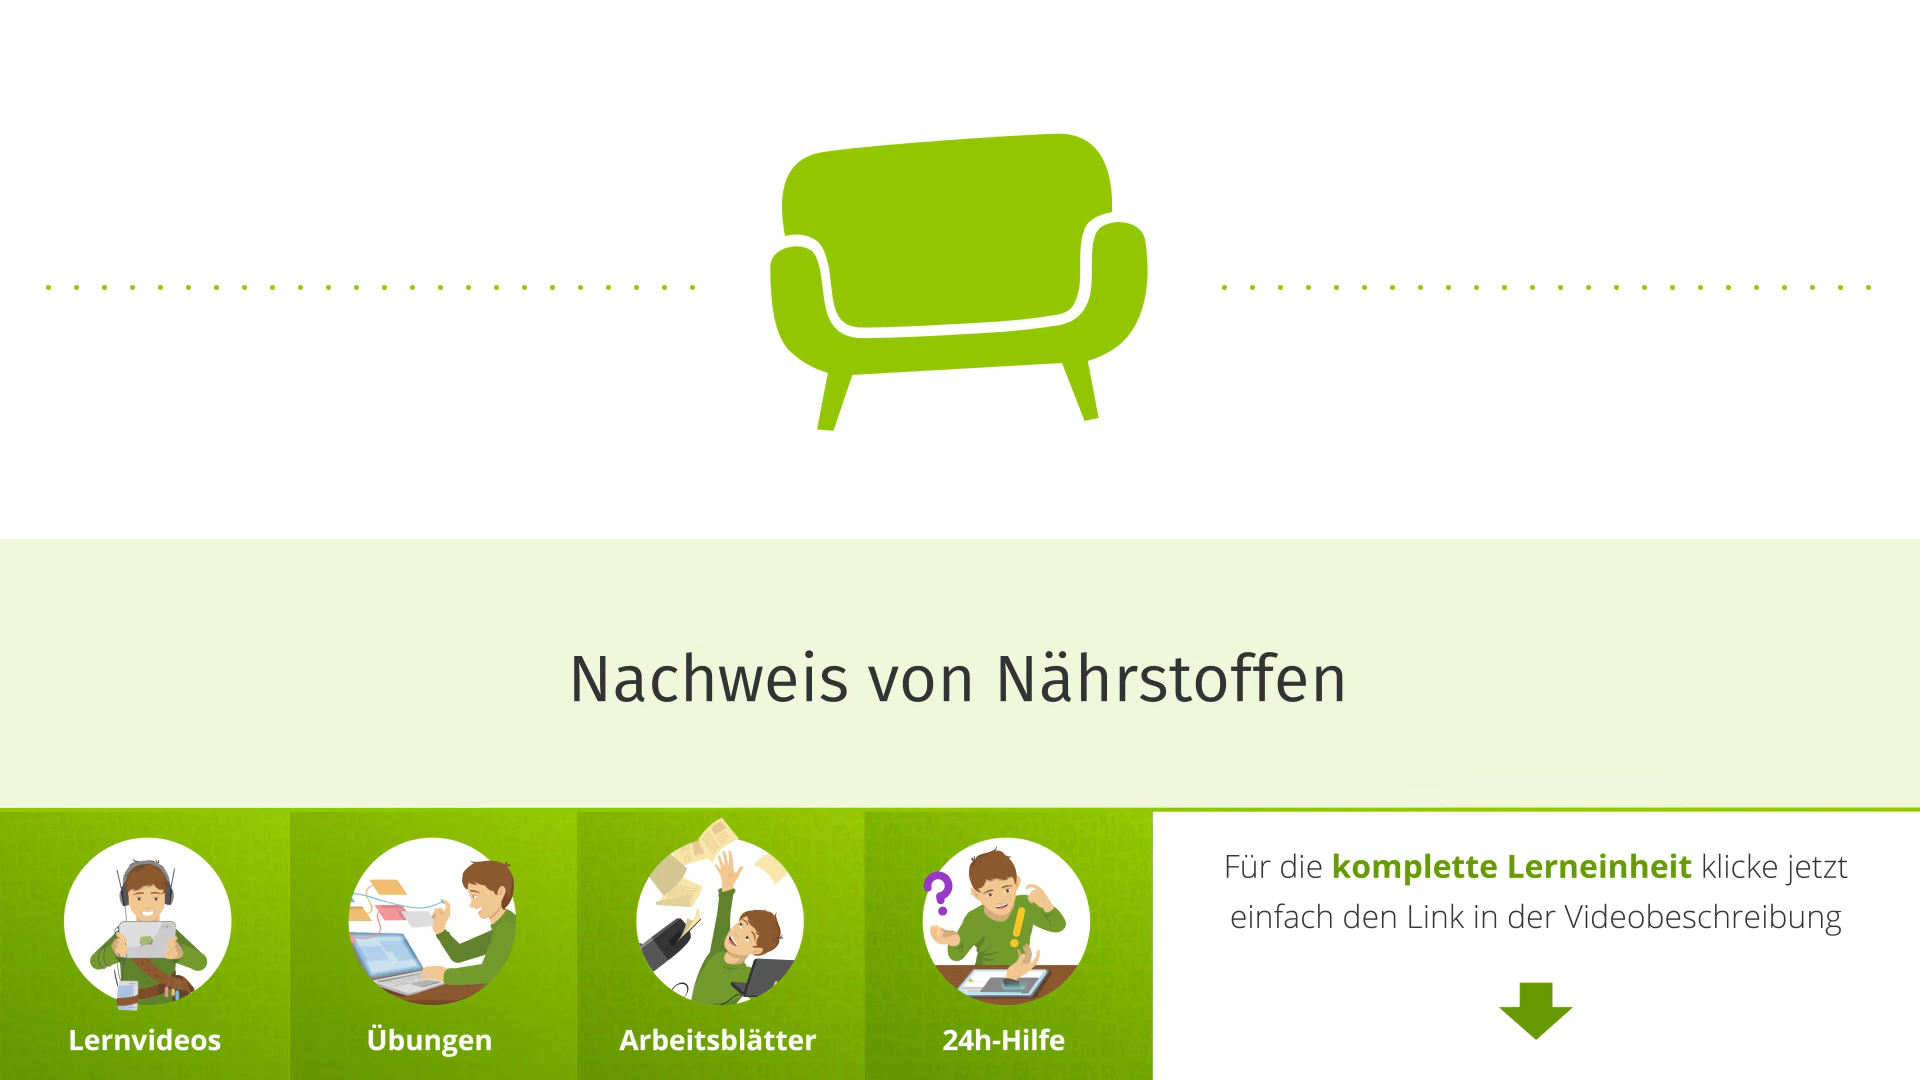 Nachweis von Nährstoffen
Für die komplette Lerneinheit klicke jetzt
einfach den Link in der Videobeschreibung
Lernvideos
Übungen
Arbeitsblätter
24h-Hilfe